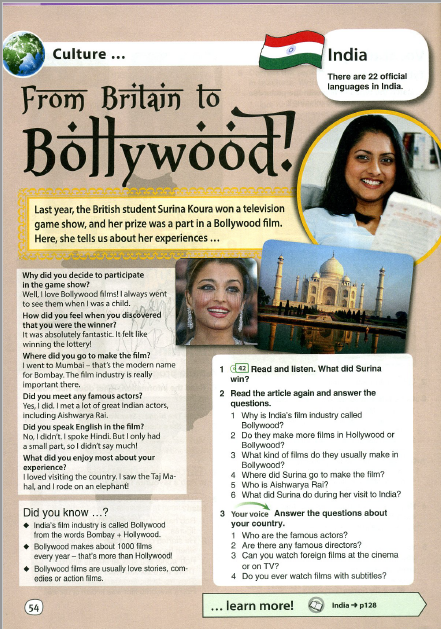 Culture ...
India
There are 22 official
languages in India.
From Britain to
Bollywood!
Last year, the British student Surina Koura won a television
game show, and her prize was a part in a Bollywood film.
Here, she tells us about her experiences ...
Why did you decide to participate
in the game show?
Well, I love Bollywood films! I always went
to see them when I was a child.
How did you feel when you discovered
that you were the winner?
It was absolutely fantastic. It felt like
winning the lottery!
Where did you go to make the film?
I went to Mumbai – that's the modern name
for Bombay. The film industry is really
important there.
Did you meet any famous actors?
Yes, I did. I met a lot of great Indian actors,
including Aishwarya Rai.
Did you speak English in the film?
No, I didn't. I spoke Hindi. But I only had
a small part, so I didn't say much!
What did you enjoy most about your
experience?
I loved visiting the country. I saw the Taj Ma-
hal, and I rode on an elephant!
Did you know ...?
◆ India's film industry is called Bollywood
from the words Bombay + Hollywood.
◆ Bollywood makes about 1000 films
every year – that's more than Hollywood!
◆ Bollywood films are usually love stories, com-
edies or action films.
1 42 Read and listen. What did Surina
win?
2 Read the article again and answer the
questions.
1 Why is India's film industry called
Bollywood?
2 Do they make more films in Hollywood or
Bollywood?
3 What kind of films do they usually make in
Bollywood?
4 Where did Surina go to make the film?
5 Who is Aishwarya Rai?
6 What did Surina do during her visit to India?
3 Your voice Answer the questions about
your country.
1 Who are the famous actors?
2 Are there any famous directors?
3 Can you watch foreign films at the cinema
or on TV?
4 Do you ever watch films with subtitles?
54
... learn more! India ➔ p128